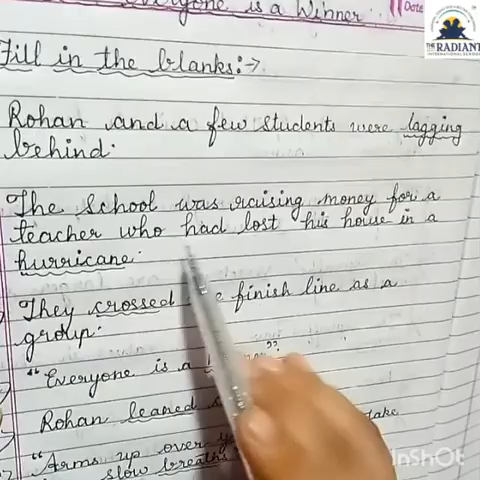 Everyone is a Winner
Date
THE RADIANT
INTERNATIONAL SCHOOL
Fill in the blanks:→
Rohan and a few students were lagging
behind.
The School was raising money for a
teacher who had lost his house in a
hurricane.
They crossed finish line as a
group.
"Everyone is a
Rohan leaned take
"Arms up over
slow breaths
InShOt